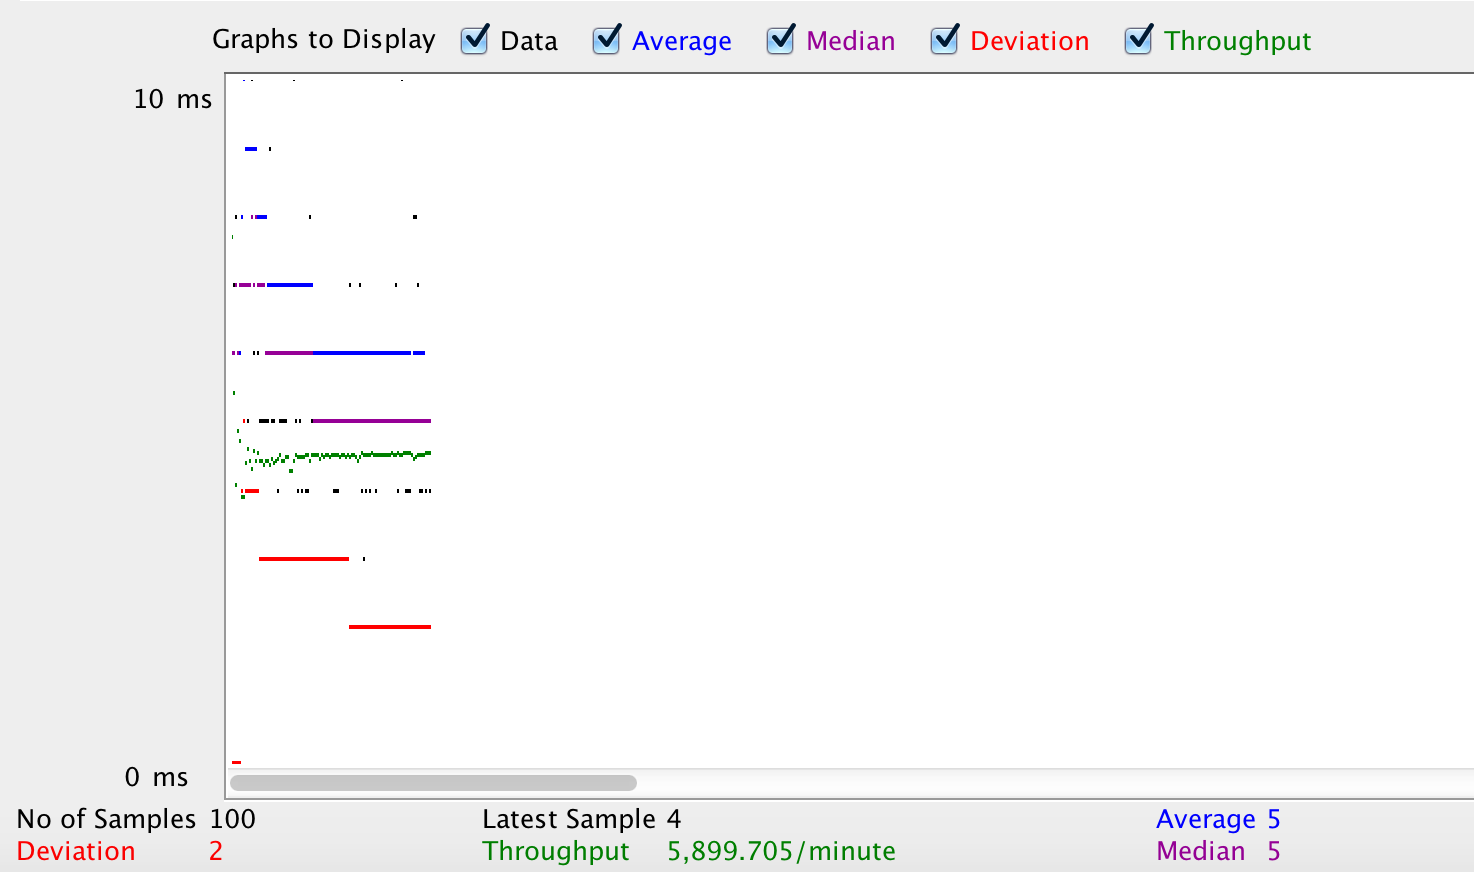 Graphs to Display Data Average Median Deviation Throughput
10 ms
0 ms
No of Samples 100 Latest Sample 4 Average 5
Deviation 2 Throughput 5,899.705/minute Median 5